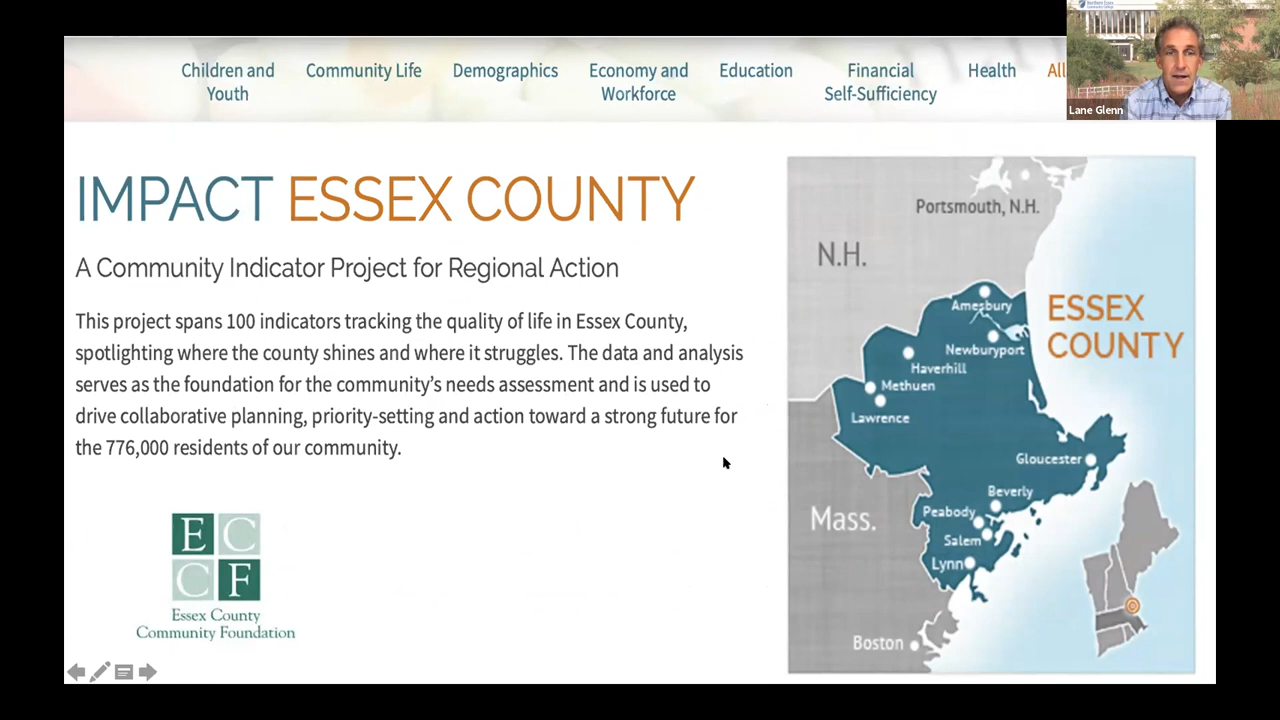 Northern Essex
Community College
Lane Glenn
Children and
Youth
Community Life
Demographics
Economy and
Workforce
Education
Financial
Self-Sufficiency
Health
All
IMPACT ESSEX COUNTY
A Community Indicator Project for Regional Action
This project spans 100 indicators tracking the quality of life in Essex County,
spotlighting where the county shines and where it struggles. The data and analysis
serves as the foundation for the community's needs assessment and is used to
drive collaborative planning, priority-setting and action toward a strong future for
the 776,000 residents of our community.
E C
C F
Essex County
Community Foundation
Portsmouth, N.H.
N.H.
ESSEX
COUNTY
Amesbury
Newburyport
Haverhill
Methuen
Lawrence
Gloucester
Beverly
Peabody
Mass.
Salem
Lynn
Boston